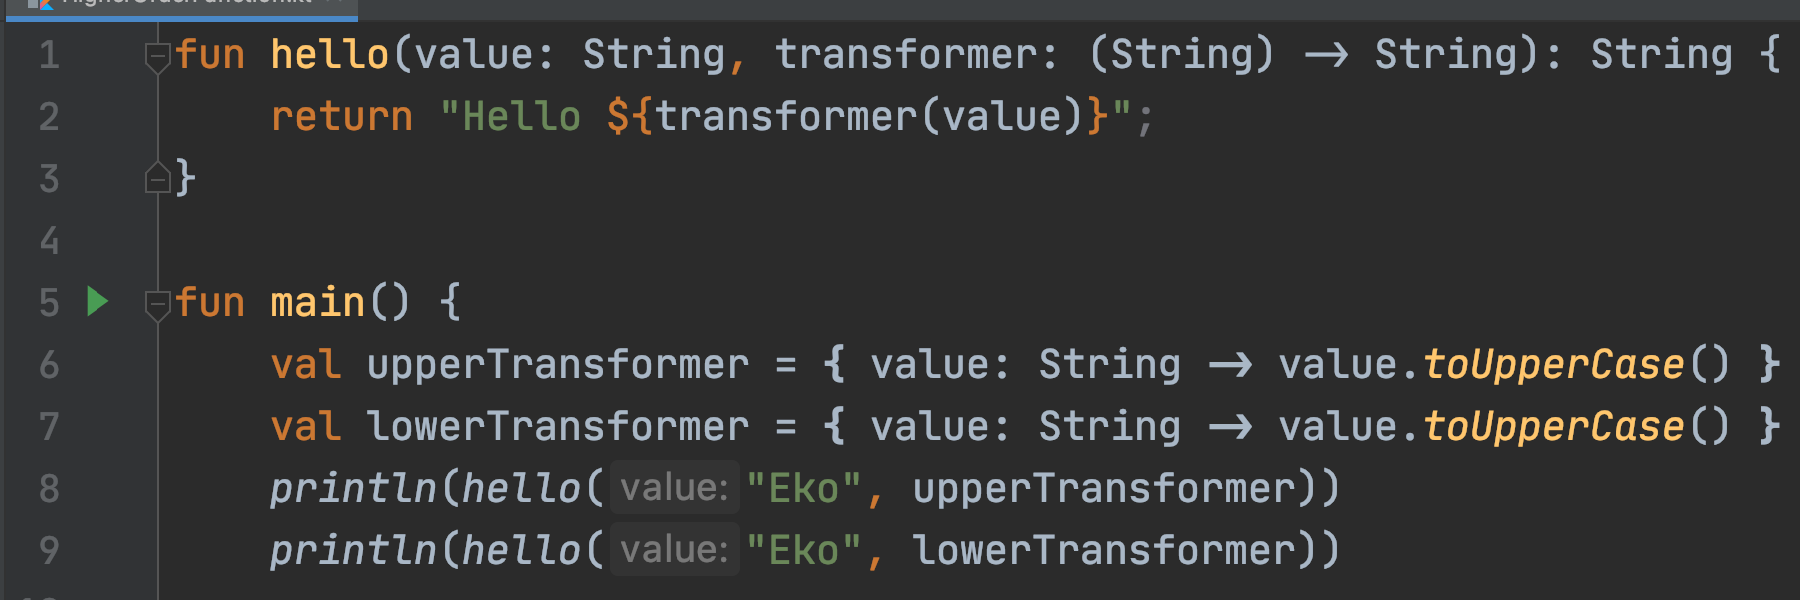 1 fun hello(value: String, transformer: (String) -> String): String {
2 return "Hello ${transformer(value)}";
3 }
4
5 fun main() {
6 val upperTransformer = { value: String -> value.toUpperCase() }
7 val lowerTransformer = { value: String -> value.toUpperCase() }
8 println(hello( value: "Eko", upperTransformer))
9 println(hello( value: "Eko", lowerTransformer))